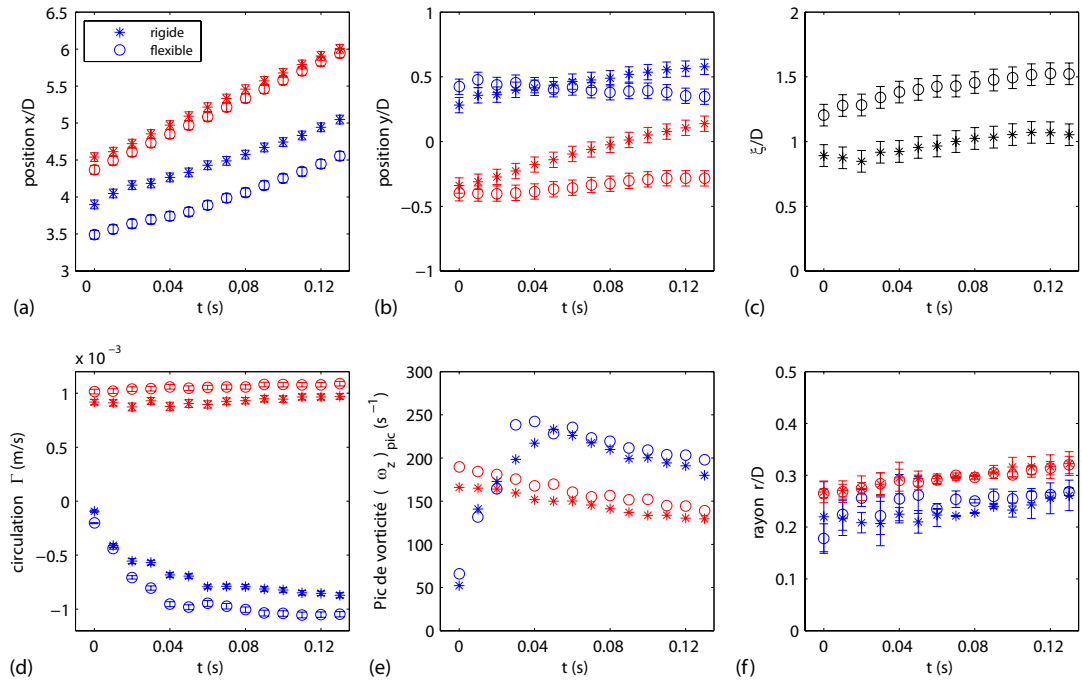 6.5
6
5.5
5
4.5
4
3.5
3
position x/D
rigide
flexible
0
0.04
0,08
0.12
t (s)
(a)
1
0.5
0
−0.5
−1
position y/D
0
0.04
0.08
0.12
t (s)
(b)
2
1.5
1
0.5
0
ξ/D
0
0.04
0.08
0.12
t (s)
(c)
x 10 −3
1
0.5
0
−0.5
−1
circulation Γ (m/s)
0
0.04
0.08
0.12
t (s)
(d)
300
250
200
150
100
50
0
Pic de vorticité ( ω z ) pic (s −1 )
0
0.04
0.08
0.12
t (s)
(e)
0.5
0.4
0.3
0.2
0.1
0
rayon r/D
0
0.04
0.08
0.12
t (s)
(f)